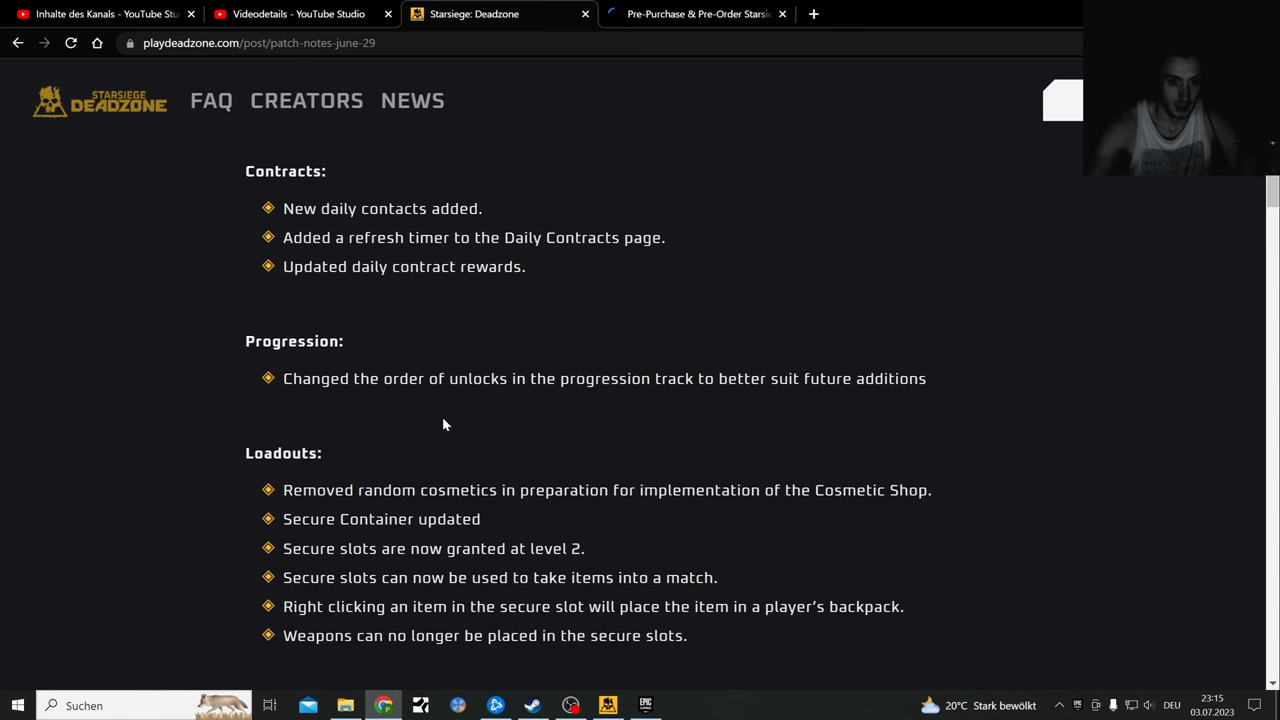 Inhalte des Kanals - YouTube Stu
Videodetails - YouTube Studio
Starsiege: Deadzone
Pre-Purchase & Pre-Order Starsie
playdeadzone.com/post/patch-notes-june-29
STARSIEGE
DEADZONE
FAQ
CREATORS
NEWS
Contracts:
New daily contacts added.
Added a refresh timer to the Daily Contracts page.
Updated daily contract rewards.
Progression:
Changed the order of unlocks in the progression track to better suit future additions
Loadouts:
Removed random cosmetics in preparation for implementation of the Cosmetic Shop.
Secure Container updated
Secure slots are now granted at level 2.
Secure slots can now be used to take items into a match.
Right clicking an item in the secure slot will place the item in a player's backpack.
Weapons can no longer be placed in the secure slots.
Suchen
EPIC
20°C Stark bewölkt
DEU
23:15
03.07.2023